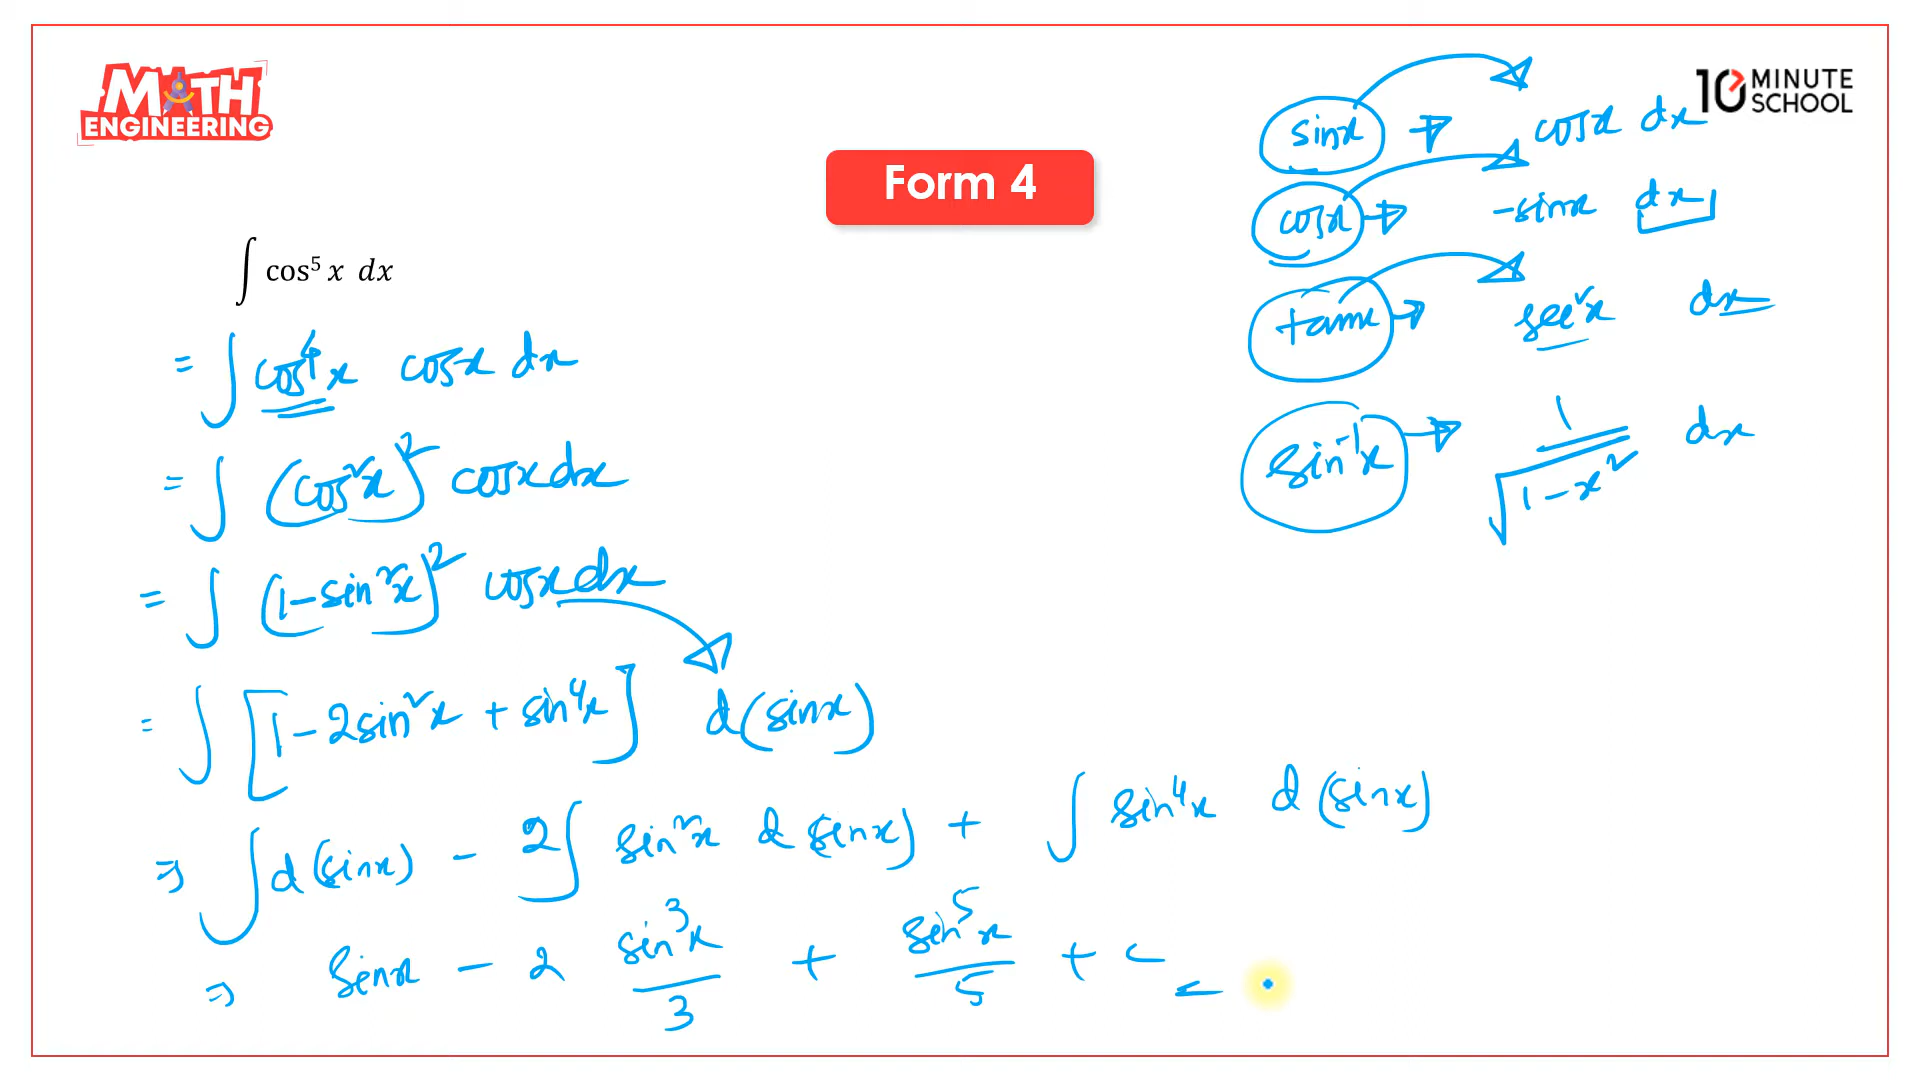 MATH
ENGINEERING
10 MINUTE
SCHOOL
Form 4
∫ cos⁵ x dx
= ∫ cos⁴x cosx dx
= ∫ (cos²x)² cosx dx
= ∫ (1-sin²x)² cosx dx
= ∫ [1-2sin²x + sin⁴x] d(sinx)
⇒ ∫ d(sinx) - 2∫ sin²x d(sinx) + ∫ sin⁴x d(sinx)
⇒ sinx - 2 sin³x/3 + sin⁵x/5 + c
sinx → cosx dx
cosx → -sinx dx
tanx → sec²x dx
sin⁻¹x → 1/√(1-x²) dx